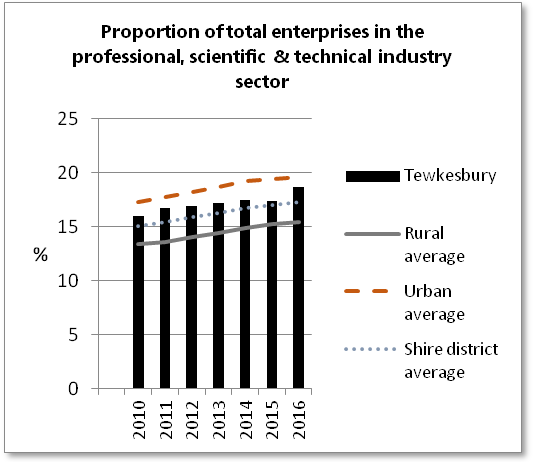 Proportion of total enterprises in the
professional, scientific & technical industry
sector
25
20
15
10
5
0
%
2010
2011
2012
2013
2014
2015
2016
Tewkesbury
Rural
average
Urban
average
Shire district
average